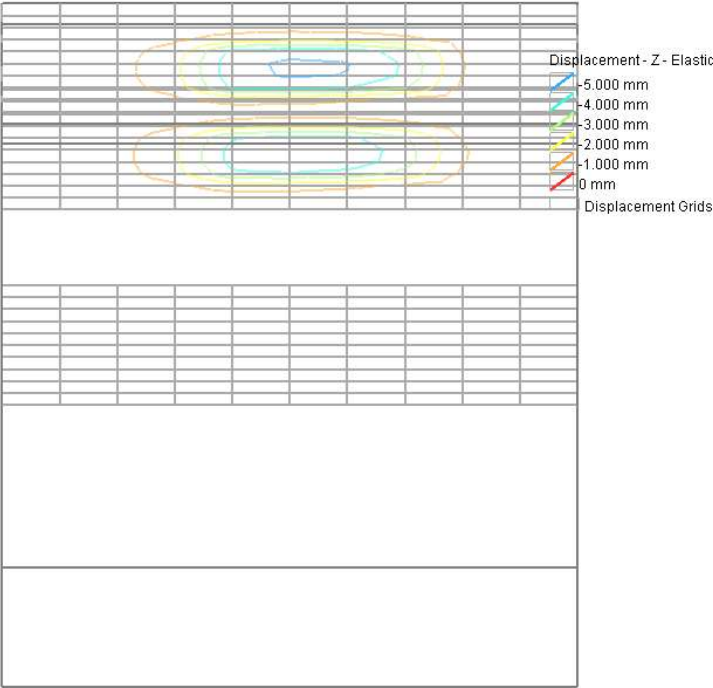 Displacement - Z - Elastic
-5.000 mm
-4.000 mm
-3.000 mm
-2.000 mm
-1.000 mm
0 mm
Displacement Grids